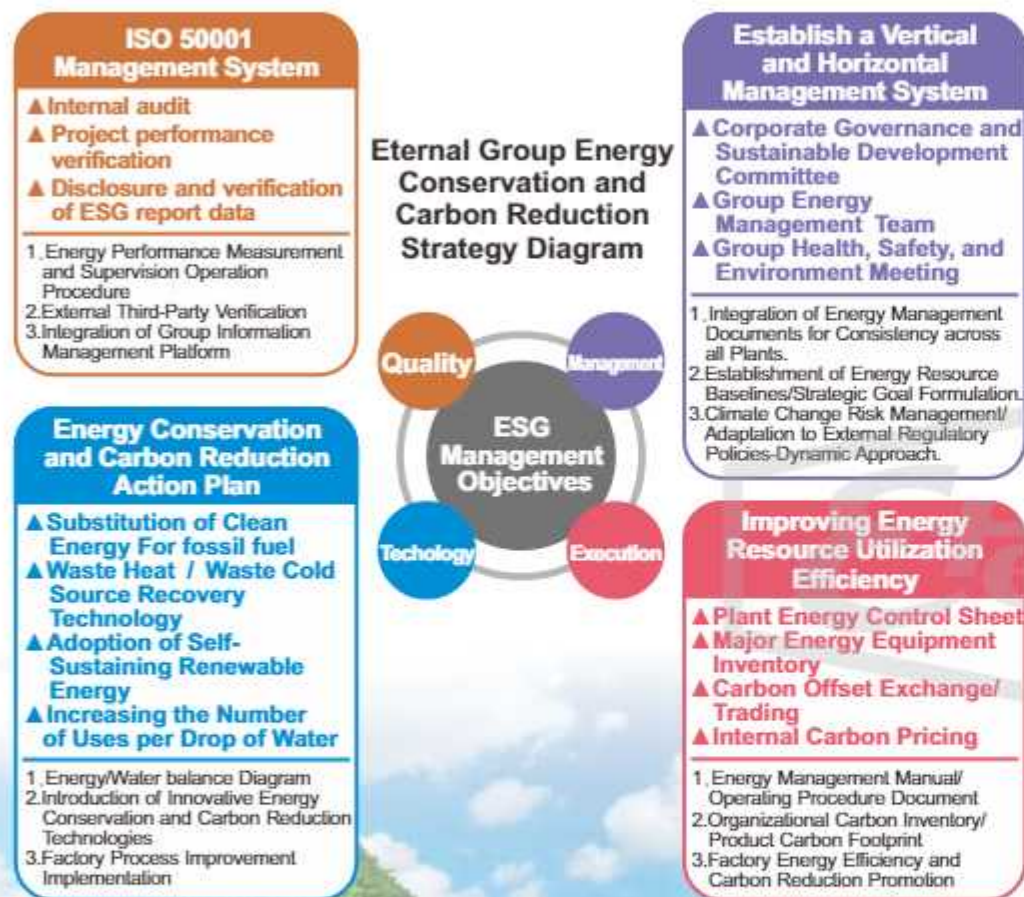 ISO 50001
Management System
▲Internal audit
▲Project performance
verification
▲Disclosure and verification
of ESG report data
1.Energy Performance Measurement
and Supervision Operation
Procedure
2.External Third-Party Verification
3.Integration of Group Information
Management Platform
Eternal Group Energy
Conservation and
Carbon Reduction
Strategy Diagram
Establish a Vertical
and Horizontal
Management System
▲Corporate Governance and
Sustainable Development
Committee
▲Group Energy
Management Team
▲Group Health, Safety, and
Environment Meeting
1.Integration of Energy Management
Documents for Consistency across
all Plants.
2.Establishment of Energy Resource
Baselines/Strategic Goal Formulation.
3.Climate Change Risk Management/
Adaptation to External Regulatory
Policies-Dynamic Approach.
Quality
Management
ESG
Management
Objectives
Techology
Execution
Energy Conservation
and Carbon Reduction
Action Plan
▲Substitution of Clean
Energy For fossil fuel
▲Waste Heat / Waste Cold
Source Recovery
Technology
▲Adoption of Self-
Sustaining Renewable
Energy
▲Increasing the Number
of Uses per Drop of Water
1.Energy/Water balance Diagram
2.Introduction of Innovative Energy
Conservation and Carbon Reduction
Technologies
3.Factory Process Improvement
Implementation
Improving Energy
Resource Utilization
Efficiency
▲Plant Energy Control Sheet
▲Major Energy Equipment
Inventory
▲Carbon Offset Exchange/
Trading
▲Internal Carbon Pricing
1.Energy Management Manual/
Operating Procedure Document
2.Organizational Carbon Inventory/
Product Carbon Footprint
3.Factory Energy Efficiency and
Carbon Reduction Promotion